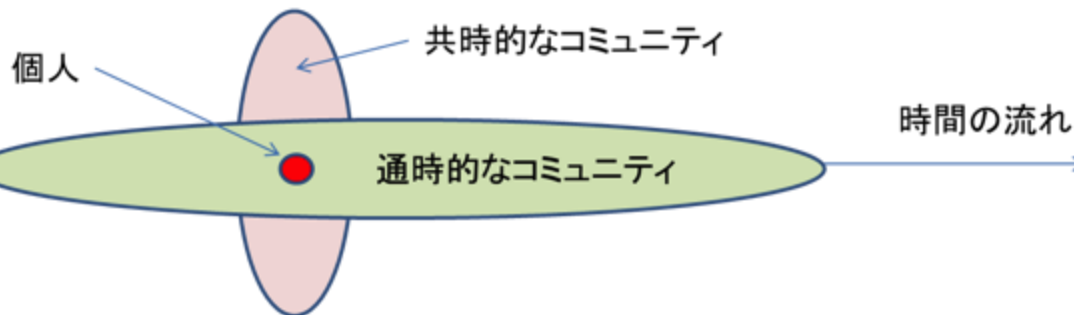 共時的なコミュニティ
個人
時間の流れ
通時的なコミュニティ